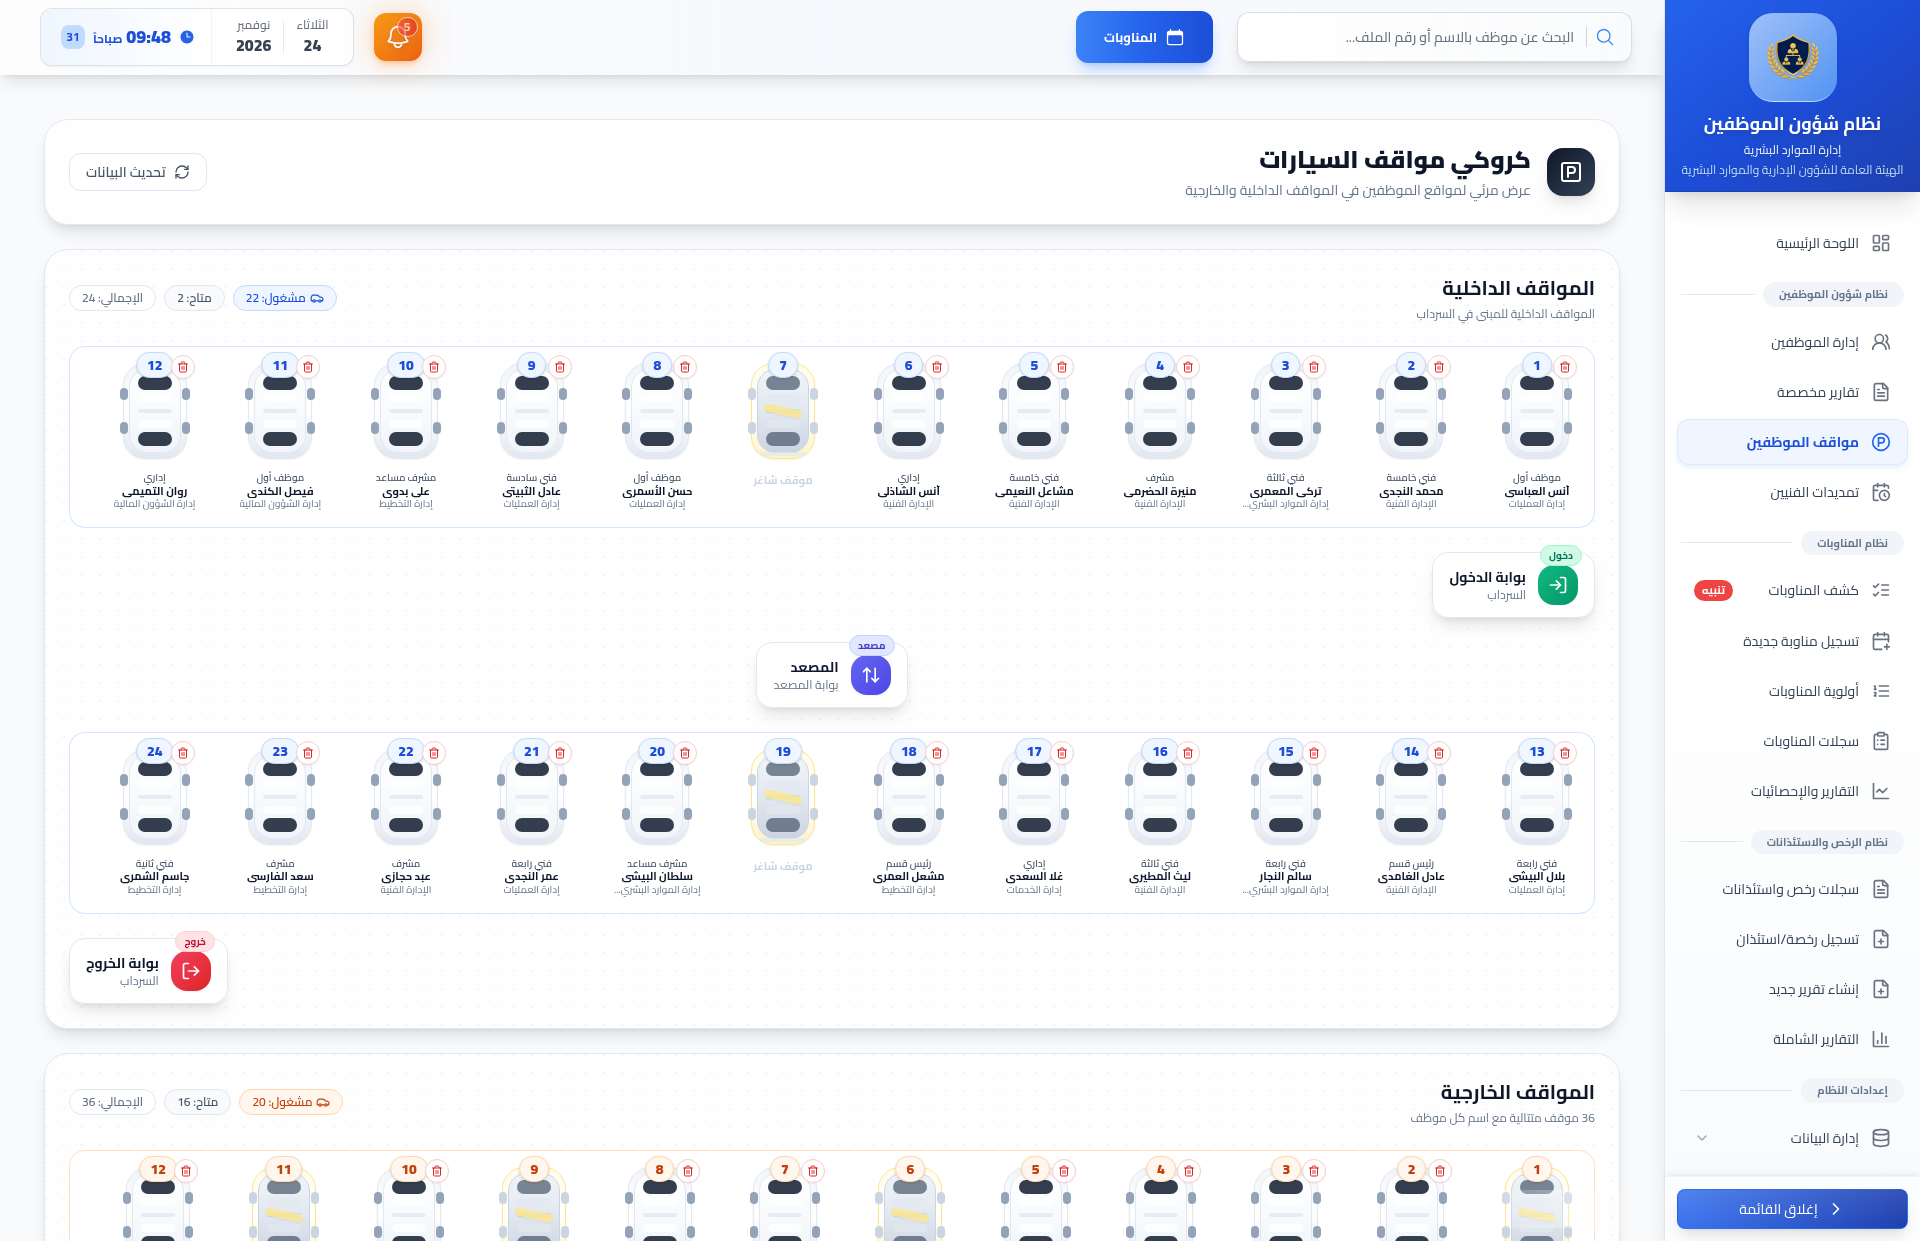 نظام شؤون الموظفين
إدارة الموارد البشرية
الهيئة العامة للشؤون الإدارية والموارد البشرية
اللوحة الرئيسية
نظام شؤون الموظفين
إدارة الموظفين
تقارير مخصصة
مواقف الموظفين
تمديدات الفنيين
نظام المناوبات
كشف المناوبات تنبيه
تسجيل مناوبة جديدة
أولوية المناوبات
سجلات المناوبات
التقارير والإحصائيات
نظام الرخص والاستئذانات
سجلات رخص واستئذانات
تسجيل رخصة/استئذان
إنشاء تقرير جديد
التقارير الشاملة
إعدادات النظام
إدارة البيانات
إغلاق القائمة
البحث عن موظف بالاسم أو رقم الملف...
المناوبات
5
الثلاثاء 24
نوفمبر 2026
09:48 صباحاً 31
كروكي مواقف السيارات
عرض مرئي لمواقع الموظفين في المواقف الداخلية والخارجية
تحديث البيانات
المواقف الداخلية
المواقف الداخلية للمبنى في السرداب
مشغول: 22 متاح: 2 الإجمالي: 24
1 2 3 4 5 6 7 8 9 10 11 12
موظف أول فني خامسة فني ثالثة مشرف فني خامسة إداري موقف شاغر موظف أول فني سادسة مشرف مساعد موظف أول إداري
أنس العباسي محمد النجدي تركي المعمري منيرة الحضرمي مشاعل النعيمي أنس الشاذلي حسن الأسمري عادل الثبيتي علي بدوي فيصل الكندي روان التميمي
إدارة العمليات الإدارة الفنية إدارة الموارد البشري... الإدارة الفنية الإدارة الفنية الإدارة الفنية إدارة العمليات إدارة العمليات إدارة التخطيط إدارة الشؤون المالية إدارة الشؤون المالية
دخول
بوابة الدخول
السرداب
مصعد
المصعد
بوابة المصعد
13 14 15 16 17 18 19 20 21 22 23 24
فني رابعة رئيس قسم فني رابعة فني ثالثة إداري رئيس قسم موقف شاغر مشرف مساعد فني رابعة مشرف مشرف فني ثانية
بلال البيشي عادل الغامدي سالم النجار ليث المطيري غلا السعدي مشعل العمري سلطان البيشي عمر النجدي عبد حجازي سعد الفارسي جاسم الشمري
إدارة العمليات الإدارة الفنية إدارة الموارد البشري... الإدارة الفنية إدارة الخدمات إدارة التخطيط إدارة الموارد البشري... إدارة العمليات الإدارة الفنية إدارة التخطيط إدارة التخطيط
خروج
بوابة الخروج
السرداب
المواقف الخارجية
36 موقف متتالية مع اسم كل موظف
مشغول: 20 متاح: 16 الإجمالي: 36
1 2 3 4 5 6 7 8 9 10 11 12